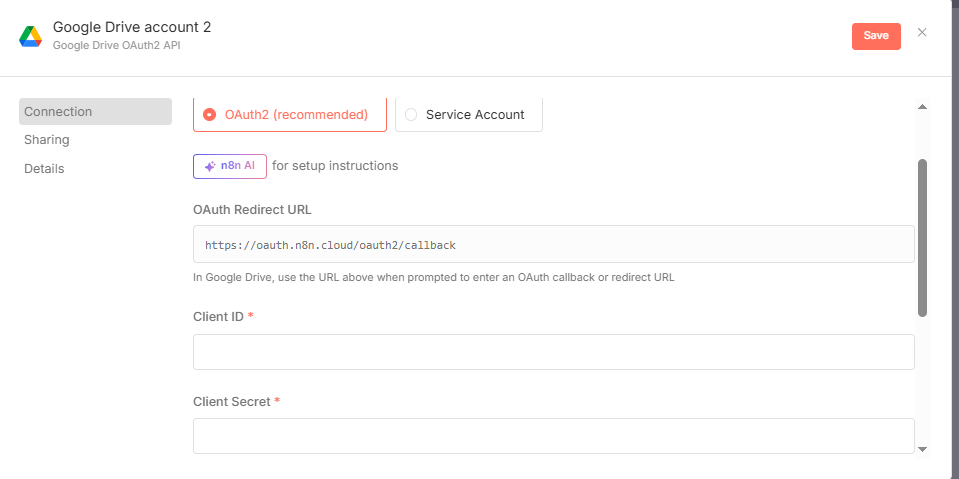 Google Drive account 2
Google Drive OAuth2 API
Save
Connection
Sharing
Details
OAuth2 (recommended)
Service Account
n8n AI for setup instructions
OAuth Redirect URL
https://oauth.n8n.cloud/oauth2/callback
In Google Drive, use the URL above when prompted to enter an OAuth callback or redirect URL
Client ID *
Client Secret *